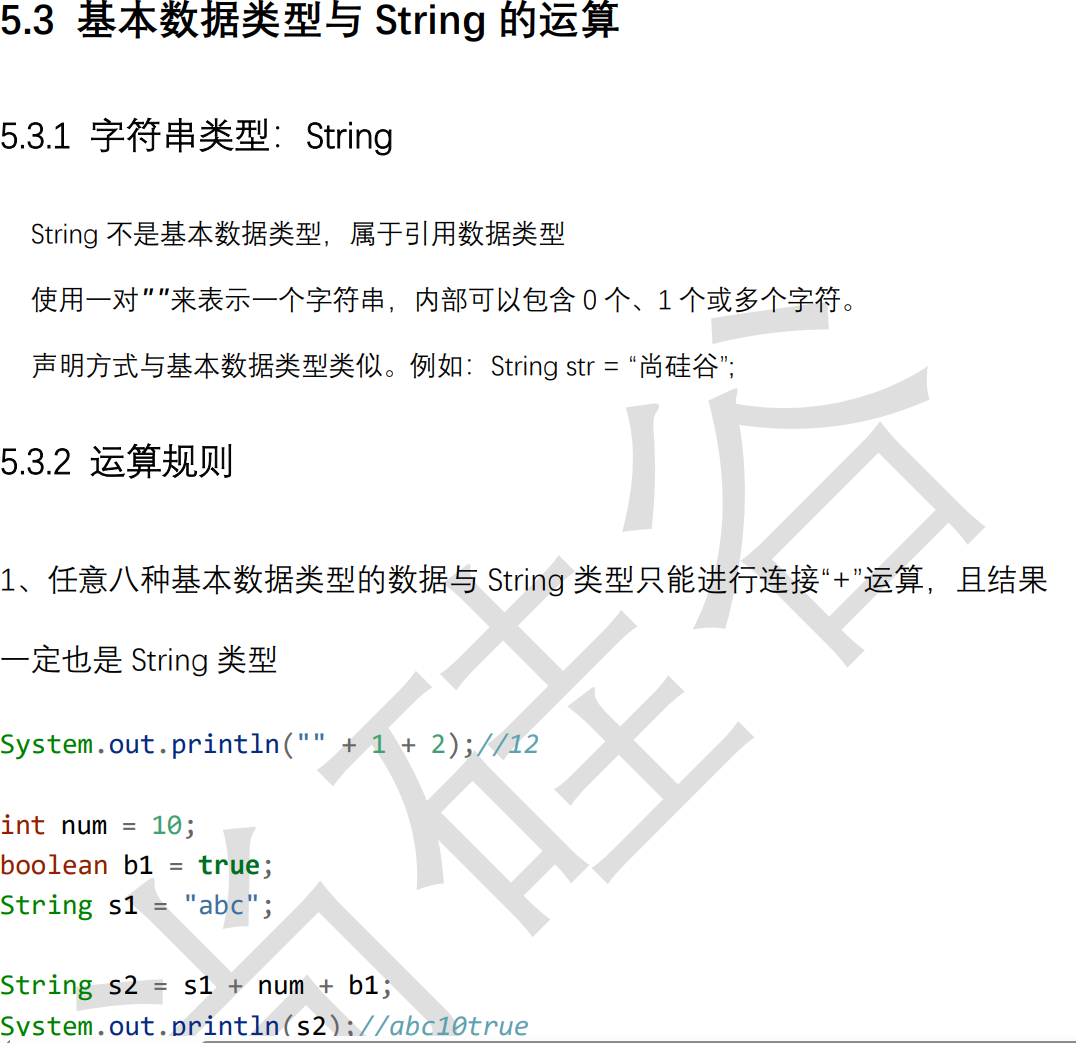 5.3 基本数据类型与 String 的运算
5.3.1 字符串类型：String
String 不是基本数据类型，属于引用数据类型
使用一对""来表示一个字符串，内部可以包含 0 个、1 个或多个字符。
声明方式与基本数据类型类似。例如：String str = “尚硅谷”;
5.3.2 运算规则
1、任意八种基本数据类型的数据与 String 类型只能进行连接“+”运算，且结果
一定也是 String 类型
System.out.println("" + 1 + 2);//12
int num = 10;
boolean b1 = true;
String s1 = "abc";
String s2 = s1 + num + b1;
System.out.println(s2);//abc10true
尚硅谷